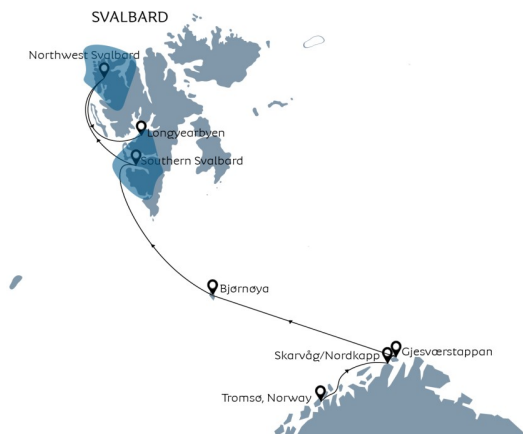 SVALBARD
Northwest Svalbard
Longyearbyen
Southern Svalbard
Bjørnøya
Gjesværstappan
Skarvåg/Nordkapp
Tromsø, Norway